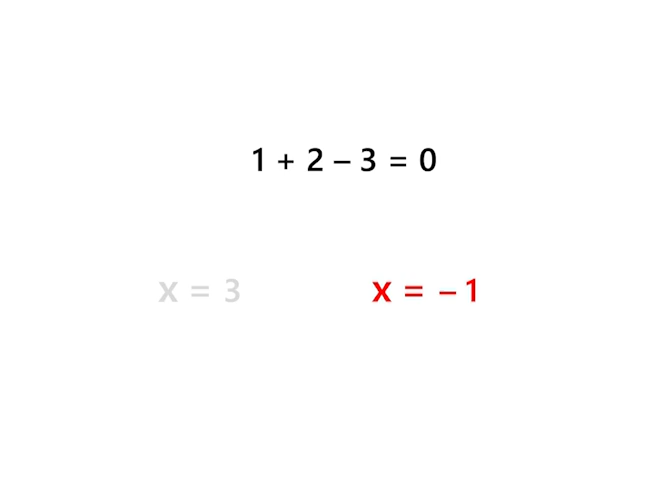 1 + 2 – 3 = 0
x = 3
x = – 1